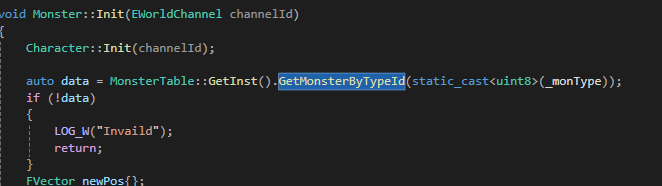 void Monster::Init(EWorldChannel channelId)
{
Character::Init(channelId);
auto data = MonsterTable::GetInst().GetMonsterByTypeId(static_cast<uint8>(_monType));
if (!data)
{
LOG_W("Invaild");
return;
}
FVector newPos{};